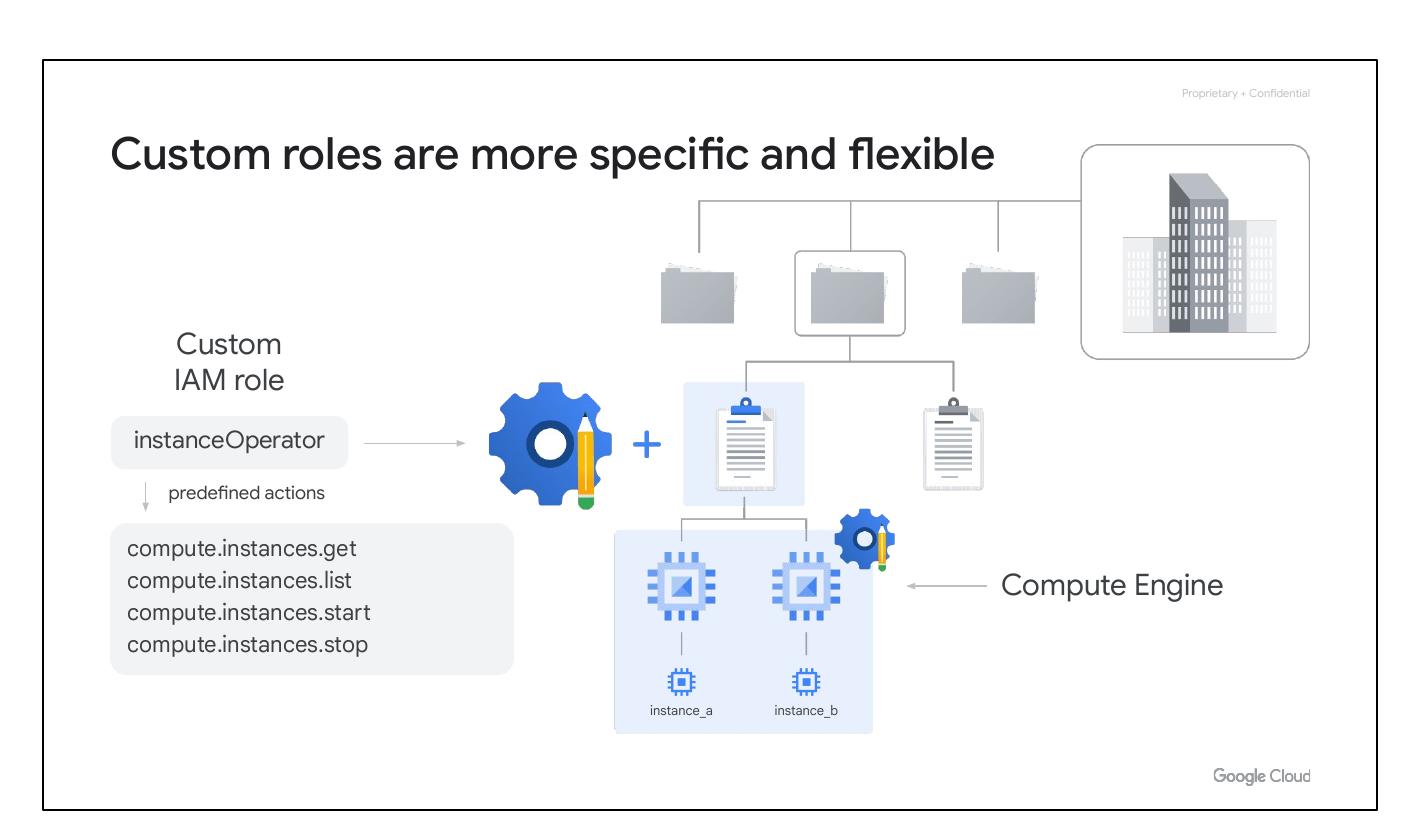 Proprietary + Confidential
Custom roles are more specific and flexible
Custom
IAM role
instanceOperator
predefined actions
compute.instances.get
compute.instances.list
compute.instances.start
compute.instances.stop
Compute Engine
instance_a
instance_b
Google Cloud